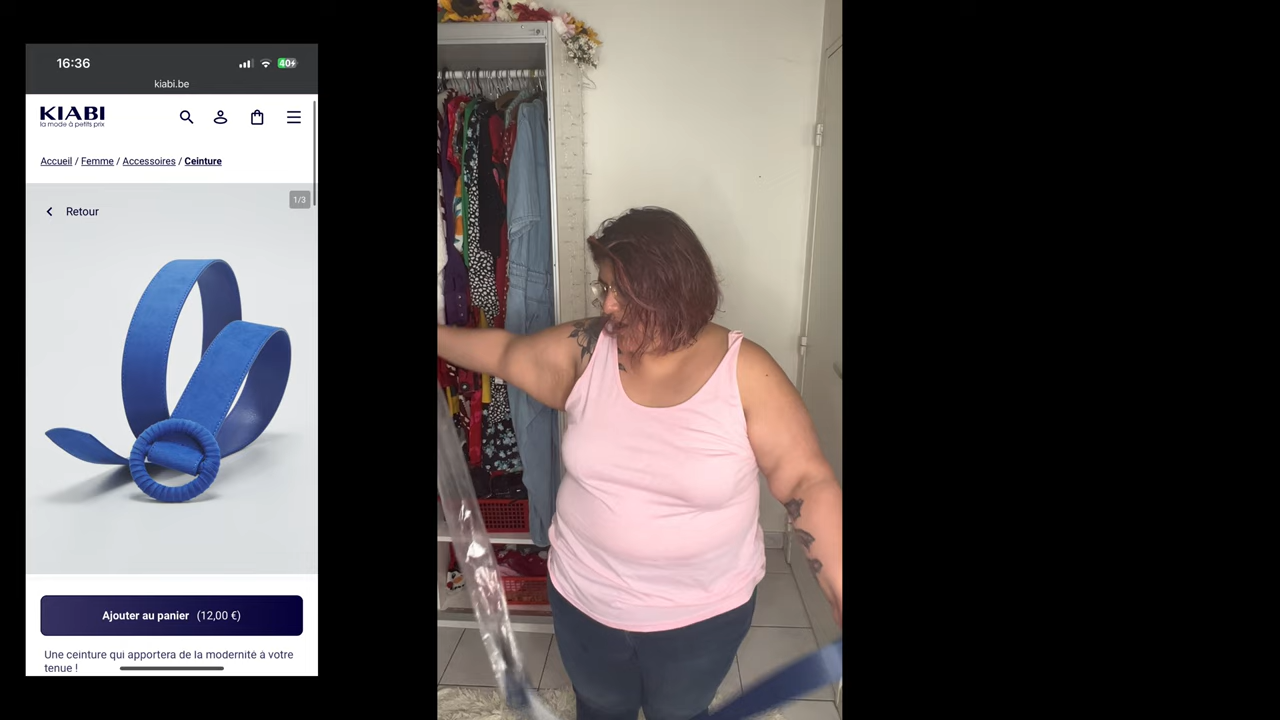 16:36
40
kiabi.be
KIABI
la mode à petits prix
Accueil / Femme / Accessoires / Ceinture
1/3
Retour
Ajouter au panier (12,00 €)
Une ceinture qui apportera de la modernité à votre
tenue !